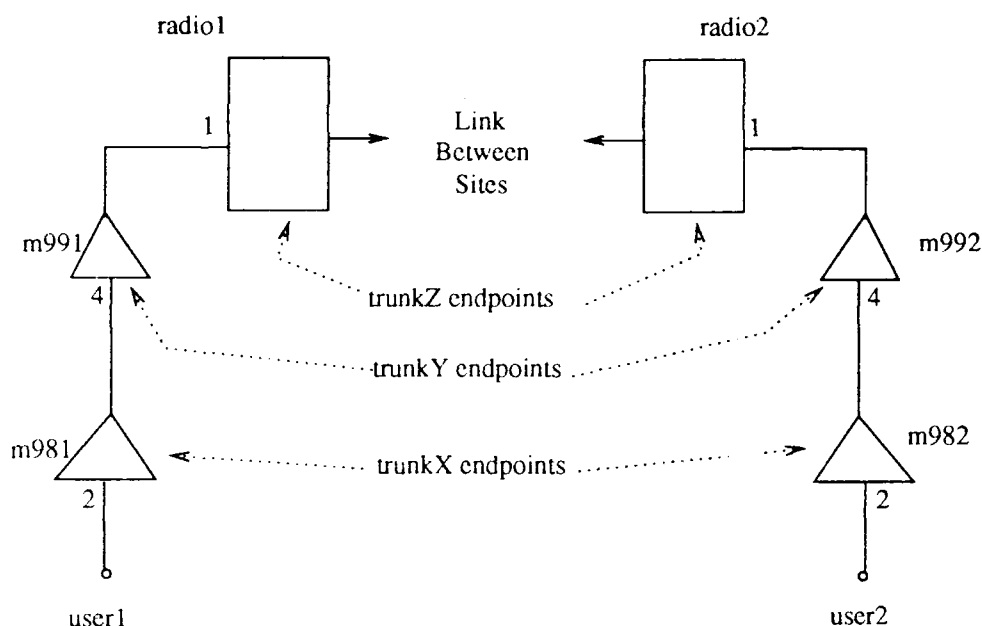 radio1
radio2
1
Link
Between
Sites
1
m991
m992
4
trunkZ endpoints
4
trunkY endpoints
m981
trunkX endpoints
m982
2
2
user1
user2